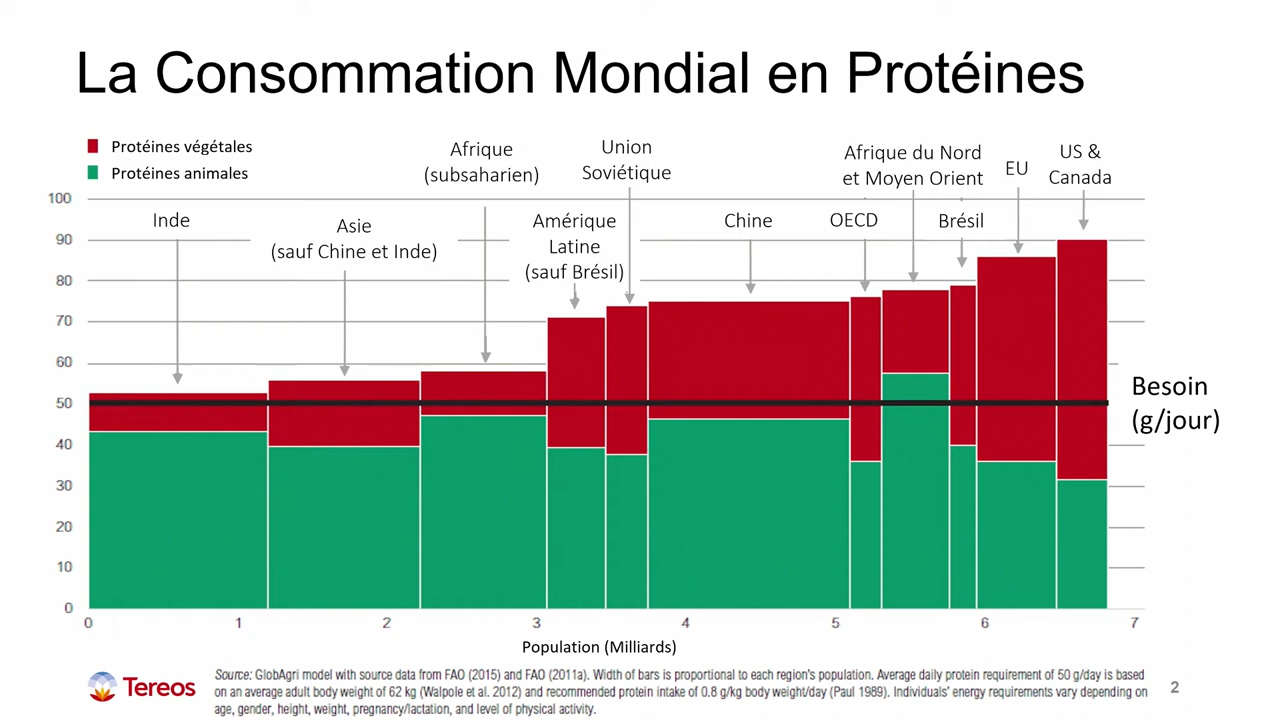 La Consommation Mondial en Protéines
Protéines végétales
Protéines animales
Afrique
(subsaharien)
Union
Soviétique
Afrique du Nord
et Moyen Orient
EU
US &
Canada
Inde
Asie
(sauf Chine et Inde)
Amérique
Latine
(sauf Brésil)
Chine
OECD
Brésil
100
90
80
70
60
50
40
30
20
10
0
Besoin
(g/jour)
0 1 2 3 4 5 6 7
Population (Milliards)
Tereos
Source: GlobAgri model with source data from FAO (2015) and FAO (2011a). Width of bars is proportional to each region's population. Average daily protein requirement of 50 g/day is based
on an average adult body weight of 62 kg (Walpole et al. 2012) and recommended protein intake of 0.8 g/kg body weight/day (Paul 1989). Individuals' energy requirements vary depending on
age, gender, height, weight, pregnancy/lactation, and level of physical activity.
2